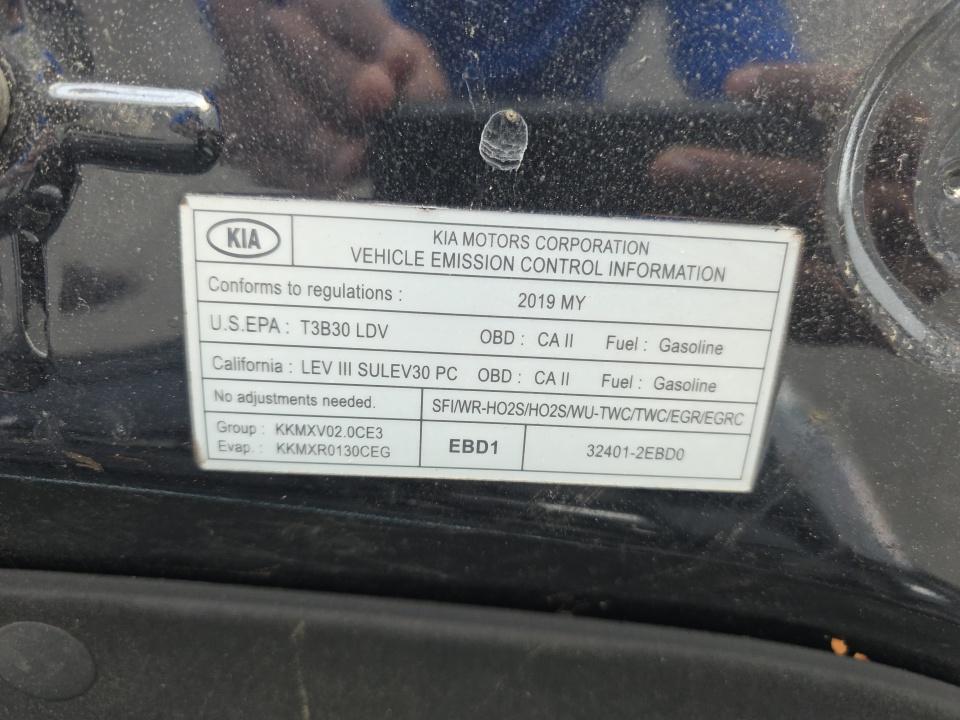 KIA
KIA MOTORS CORPORATION
VEHICLE EMISSION CONTROL INFORMATION
Conforms to regulations : 2019 MY
U.S.EPA : T3B30 LDV OBD : CA II Fuel : Gasoline
California : LEV III SULEV30 PC OBD : CA II Fuel : Gasoline
No adjustments needed.
SFI/WR-HO2S/HO2S/WU-TWC/TWC/EGR/EGRC
Group : KKMXV02.0CE3
Evap. : KKMXR0130CEG
EBD1
32401-2EBD0